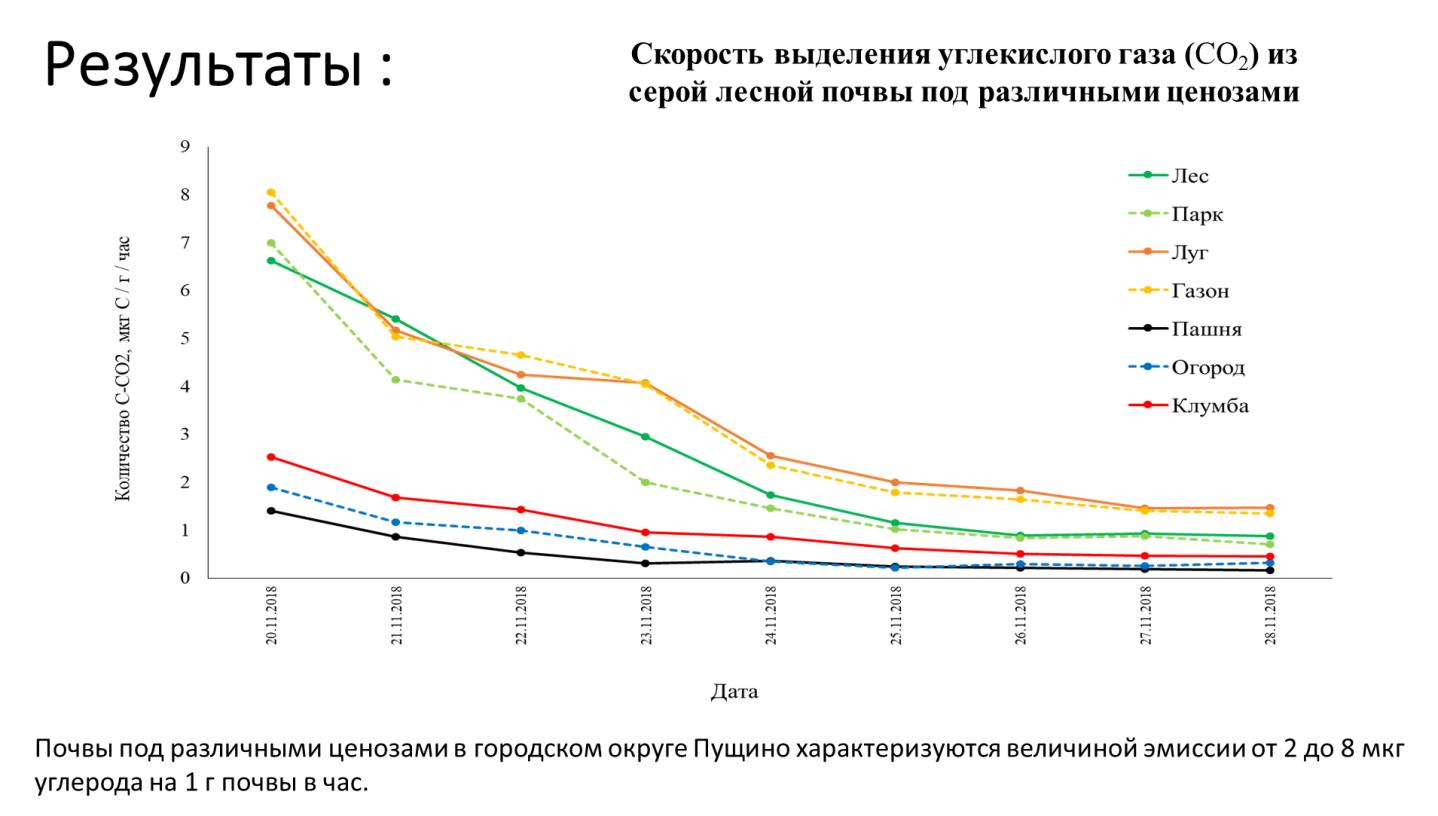 Результаты :
Скорость выделения углекислого газа (CO₂) из
серой лесной почвы под различными ценозами
9
8
7
6
5
4
3
2
1
0
Количество С-СО2, мкг С / г / час
Лес
Парк
Луг
Газон
Пашня
Огород
Клумба
20.11.2018
21.11.2018
22.11.2018
23.11.2018
24.11.2018
25.11.2018
26.11.2018
27.11.2018
28.11.2018
Дата
Почвы под различными ценозами в городском округе Пущино характеризуются величиной эмиссии от 2 до 8 мкг
углерода на 1 г почвы в час.